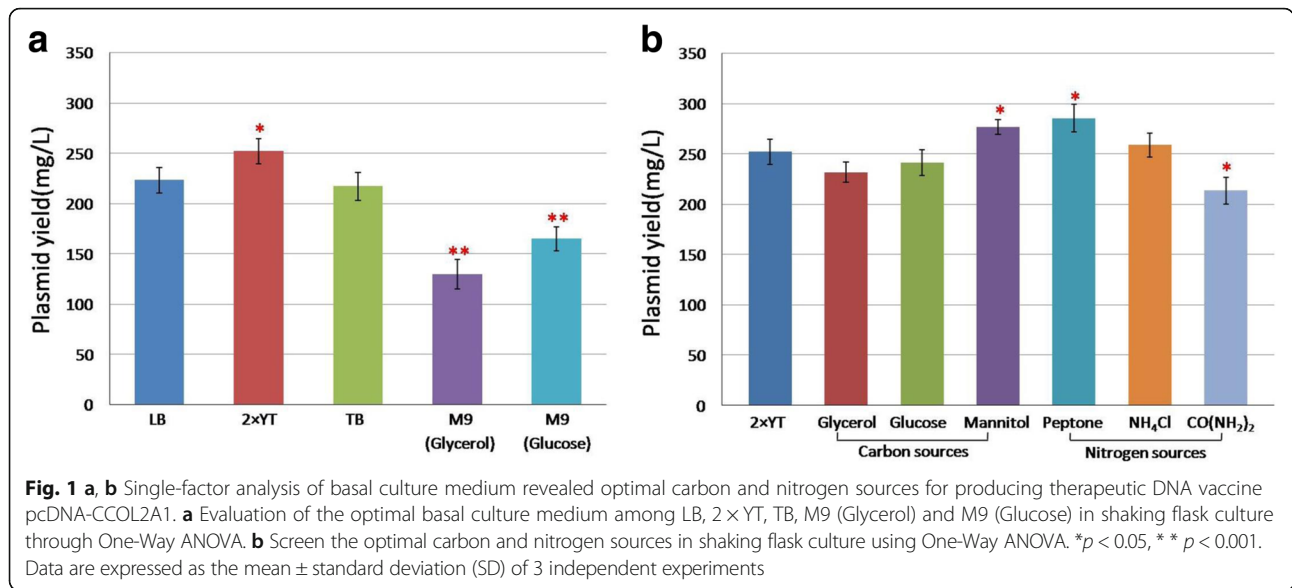 a
350
300
250
200
150
100
50
0
Plasmid yield(mg/L)
*
**
**
LB 2×YT TB M9 M9
(Glycerol) (Glucose)
b
350
300
250
200
150
100
50
0
Plasmid yield(mg/L)
*
*
*
2×YT Glycerol Glucose Mannitol Peptone NH₄Cl CO(NH₂)₂
Carbon sources Nitrogen sources
Fig. 1 a, b Single-factor analysis of basal culture medium revealed optimal carbon and nitrogen sources for producing therapeutic DNA vaccine
pcDNA-CCOL2A1. a Evaluation of the optimal basal culture medium among LB, 2 × YT, TB, M9 (Glycerol) and M9 (Glucose) in shaking flask culture
through One-Way ANOVA. b Screen the optimal carbon and nitrogen sources in shaking flask culture using One-Way ANOVA. *p < 0.05, * * p < 0.001.
Data are expressed as the mean ± standard deviation (SD) of 3 independent experiments